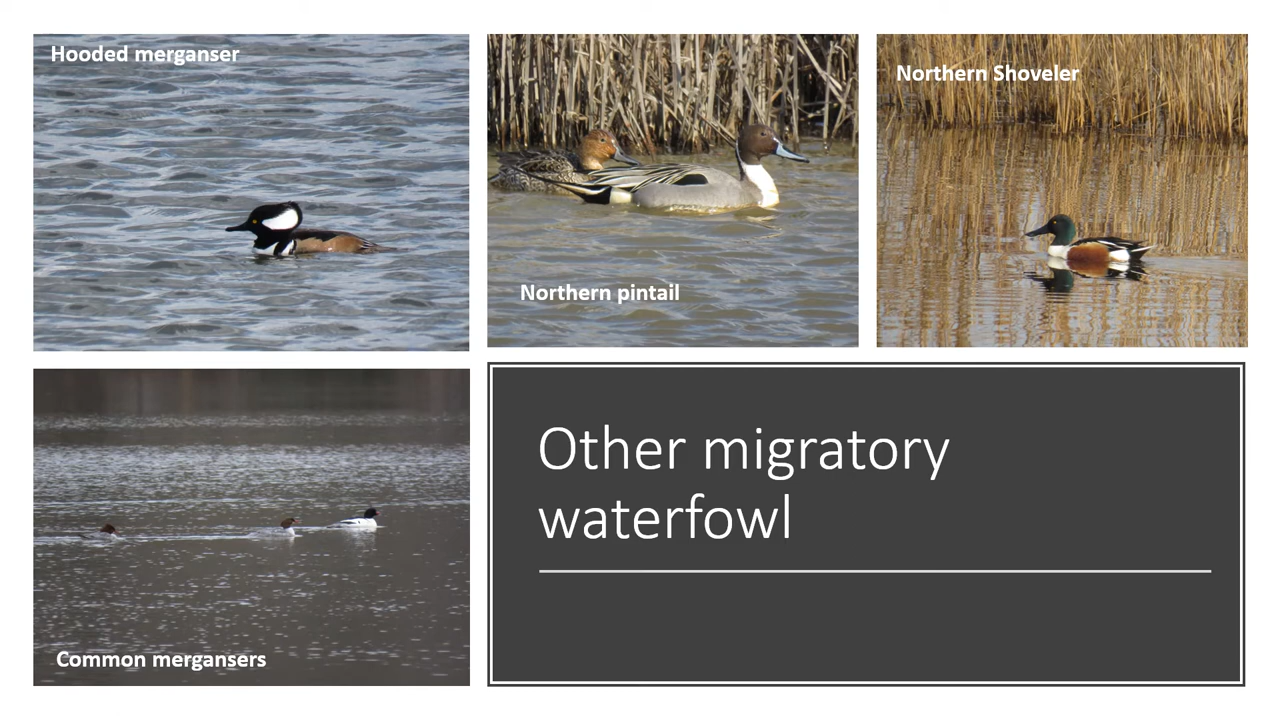 Hooded merganser
Northern pintail
Northern Shoveler
Common mergansers
Other migratory
waterfowl